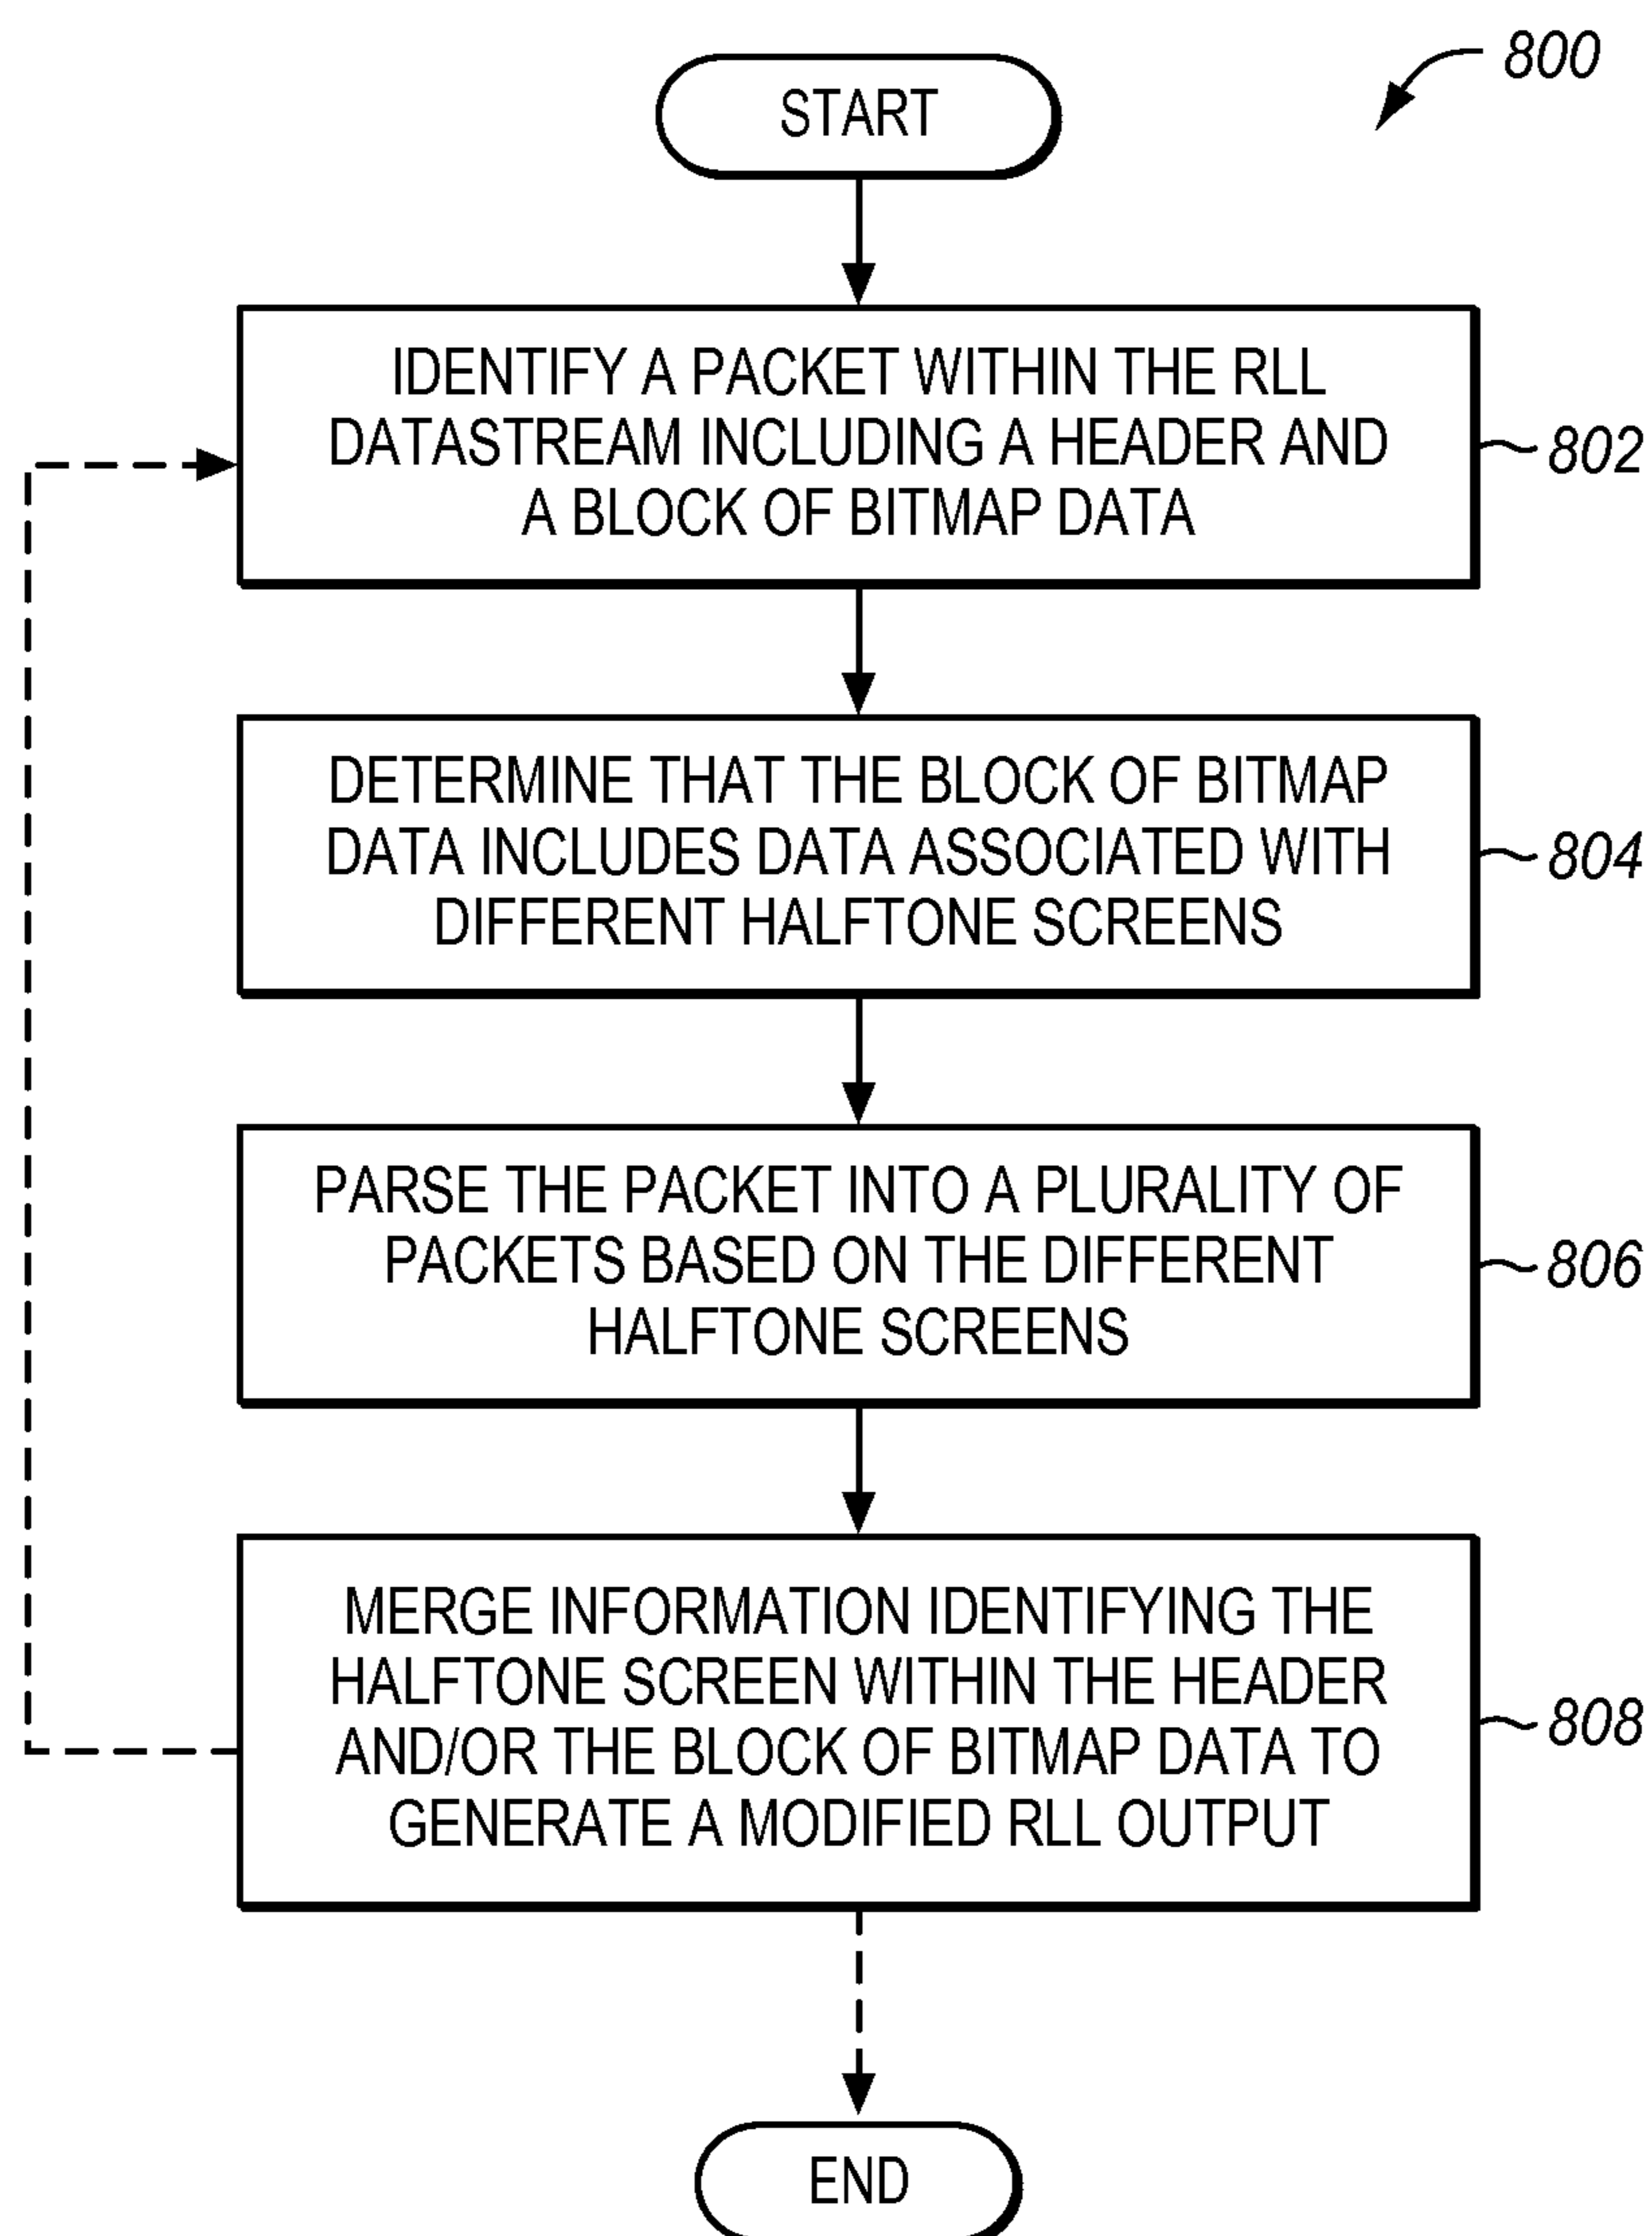 800
START
IDENTIFY A PACKET WITHIN THE RLL
DATASTREAM INCLUDING A HEADER AND
A BLOCK OF BITMAP DATA
802
DETERMINE THAT THE BLOCK OF BITMAP
DATA INCLUDES DATA ASSOCIATED WITH
DIFFERENT HALFTONE SCREENS
804
PARSE THE PACKET INTO A PLURALITY OF
PACKETS BASED ON THE DIFFERENT
HALFTONE SCREENS
806
MERGE INFORMATION IDENTIFYING THE
HALFTONE SCREEN WITHIN THE HEADER
AND/OR THE BLOCK OF BITMAP DATA TO
GENERATE A MODIFIED RLL OUTPUT
808
END